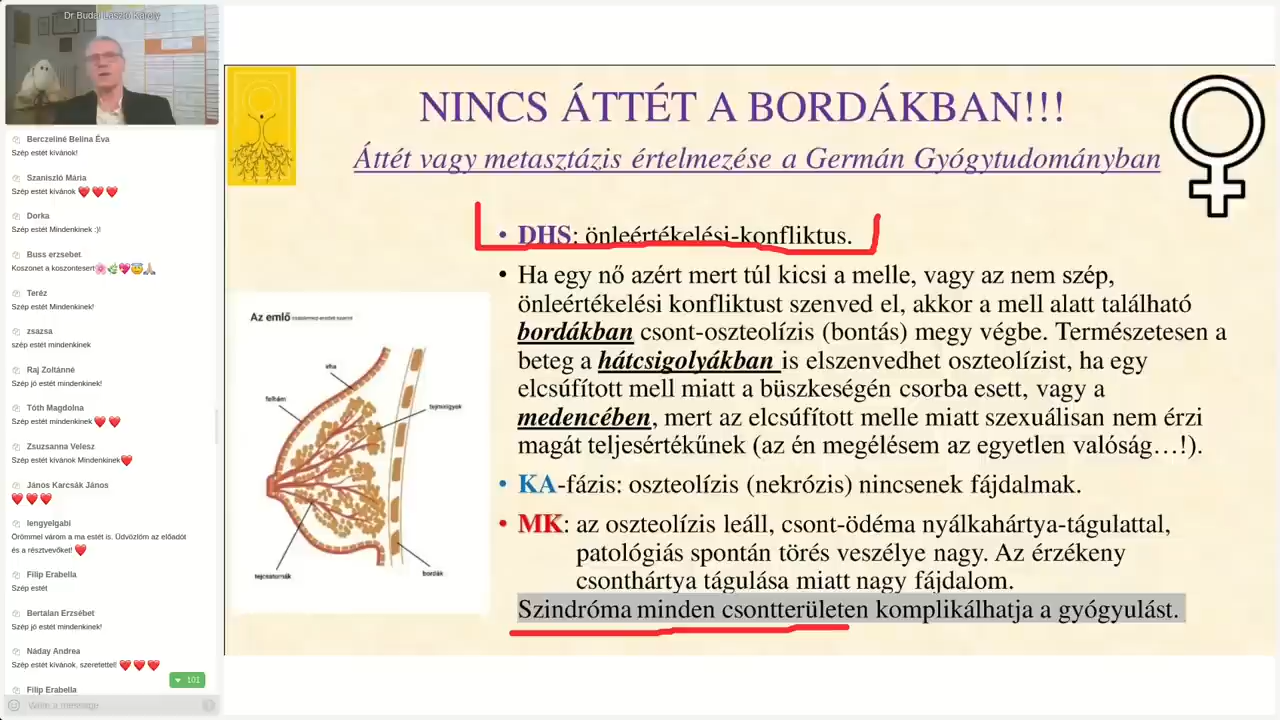 Dr Budai László Károly
Berczeliné Belina Éva
Szép estét kívánok!
Szaniszló Mária
Szép estét kívánok ❤️ ❤️ ❤️
Dorka
Szép estét Mindenkinek :)!
Buss erzsebet
Koszonet a koszontesert🌸🌿💖😇🙏
Teréz
Szép estét Mindenkinek!
zsazsa
szép estét mindenkinek
Raj Zoltánné
Szép jó estét mindenkinek!
Tóth Magdolna
Szép estét mindenkinek ❤️ ❤️
Zsuzsanna Velesz
Szép estét kívánok Mindenkinek❤️
János Karcsák János
❤️ ❤️ ❤️
lengyelgabi
Örömmel várom a ma estét is. Üdvözlöm az előadót
és a résztvevőket! ❤️
Filip Erabella
Szép estét
Bertalan Erzsébet
Szép jó estét mindenkinek!
Náday Andrea
Szép estét kívánok, szeretettel! ❤️ ❤️ ❤️
101
Filip Erabella
Write a message...
NINCS ÁTTÉT A BORDÁKBAN!!!
Áttét vagy metasztázis értelmezése a Germán Gyógytudományban
• DHS: önleértékelési-konfliktus.
• Ha egy nő azért mert túl kicsi a melle, vagy az nem szép,
önleértékelési konfliktust szenved el, akkor a mell alatt található
bordákban csont-oszteolízis (bontás) megy végbe. Természetesen a
beteg a hátcsigolyákban is elszenvedhet oszteolízist, ha egy
elcsúfított mell miatt a büszkeségén csorba esett, vagy a
medencében, mert az elcsúfított melle miatt szexuálisan nem érzi
magát teljesértékűnek (az én megélésem az egyetlen valóság…!).
• KA-fázis: oszteolízis (nekrózis) nincsenek fájdalmak.
• MK: az oszteolízis leáll, csont-ödéma nyálkahártya-tágulattal,
patológiás spontán törés veszélye nagy. Az érzékeny
csonthártya tágulása miatt nagy fájdalom.
Szindróma minden csontterületen komplikálhatja a gyógyulást.
Az emlő
irha
felhám
tejmirigyek
tejcsatornák
bordák